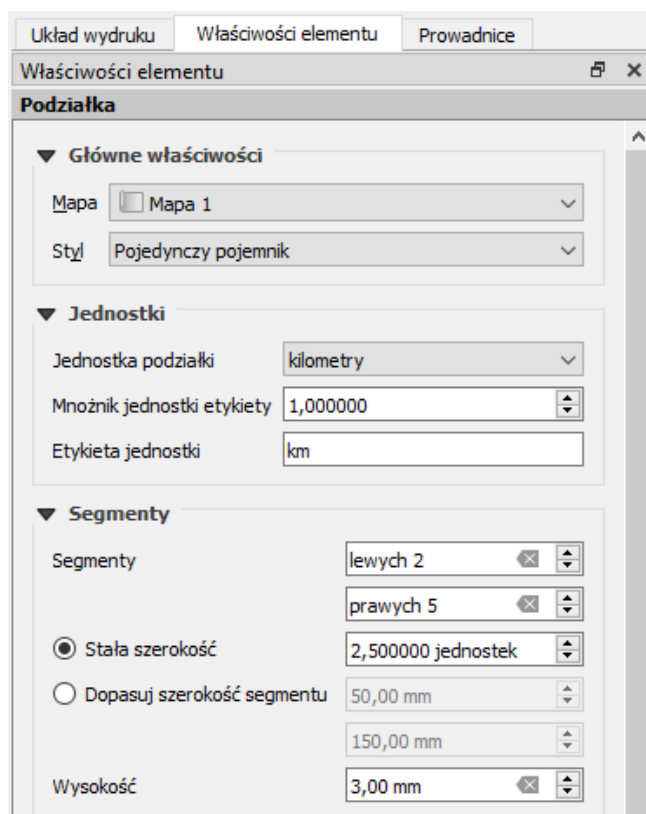 Układ wydruku Właściwości elementu Prowadnice
Właściwości elementu
Podziałka
Główne właściwości
Mapa Mapa 1
Styl Pojedynczy pojemnik
Jednostki
Jednostka podziałki kilometry
Mnożnik jednostki etykiety 1,000000
Etykieta jednostki km
Segmenty
Segmenty lewych 2
prawych 5
Stała szerokość 2,500000 jednostek
Dopasuj szerokość segmentu 50,00 mm
150,00 mm
Wysokość 3,00 mm